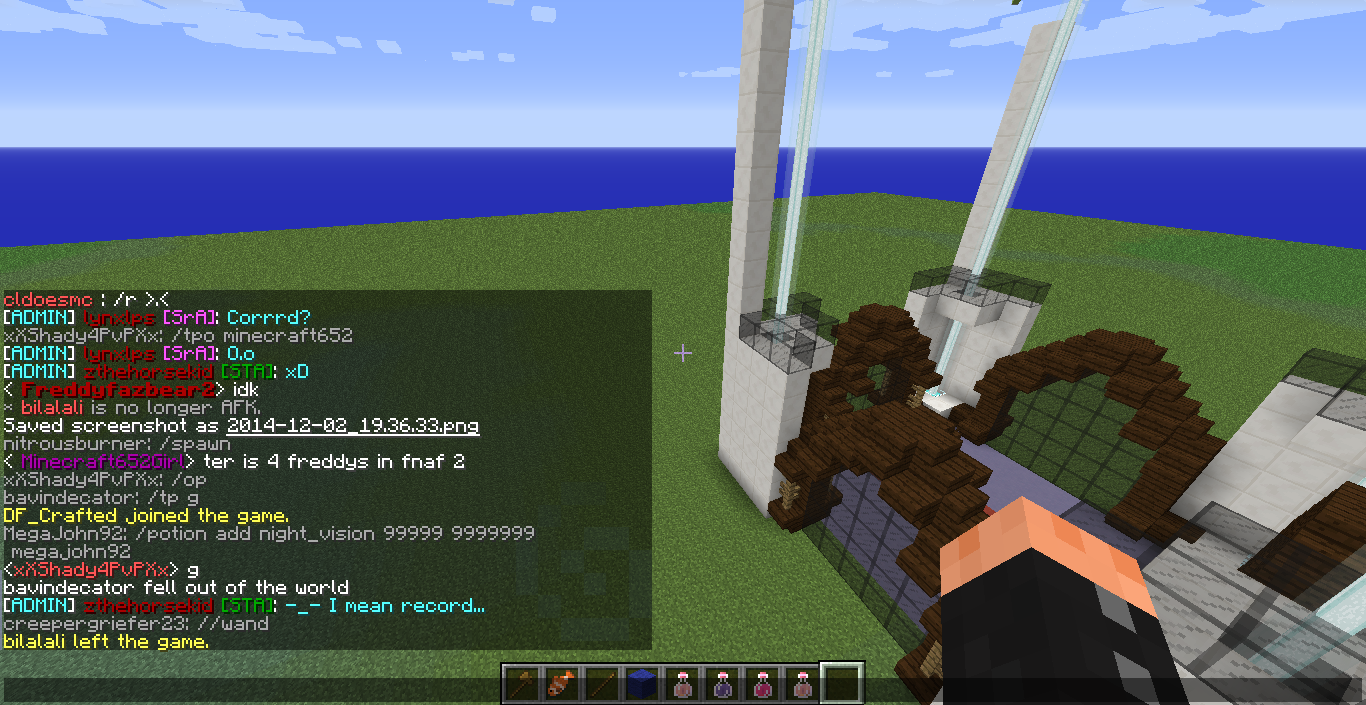 cldoesmc : /r >.<
[ADMIN] lynxlps [SrA]: Corrrd?
xXShady4PvPXx: /tpo minecraft652
[ADMIN] lynxlps [SrA]: O.o
[ADMIN] zthehorsekid [STA]: xD
< Freddyfazbear2> idk
* bilalali is no longer AFK.
Saved screenshot as 2014-12-02_19.36.33.png
nitrousburner: /spawn
< Minecraft652Girl> ter is 4 freddys in fnaf 2
xXShady4PvPXx: /op
bavindecator: /tp g
DF_Crafted joined the game.
MegaJohn92: /potion add night_vision 99999 9999999
megajohn92
<xXShady4PvPXx> g
bavindecator fell out of the world
[ADMIN] zthehorsekid [STA]: -_- I mean record...
creepergriefer23: //wand
bilalali left the game.